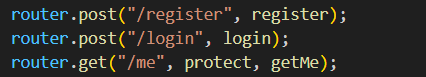 router.post("/register", register);
router.post("/login", login);
router.get("/me", protect, getMe);